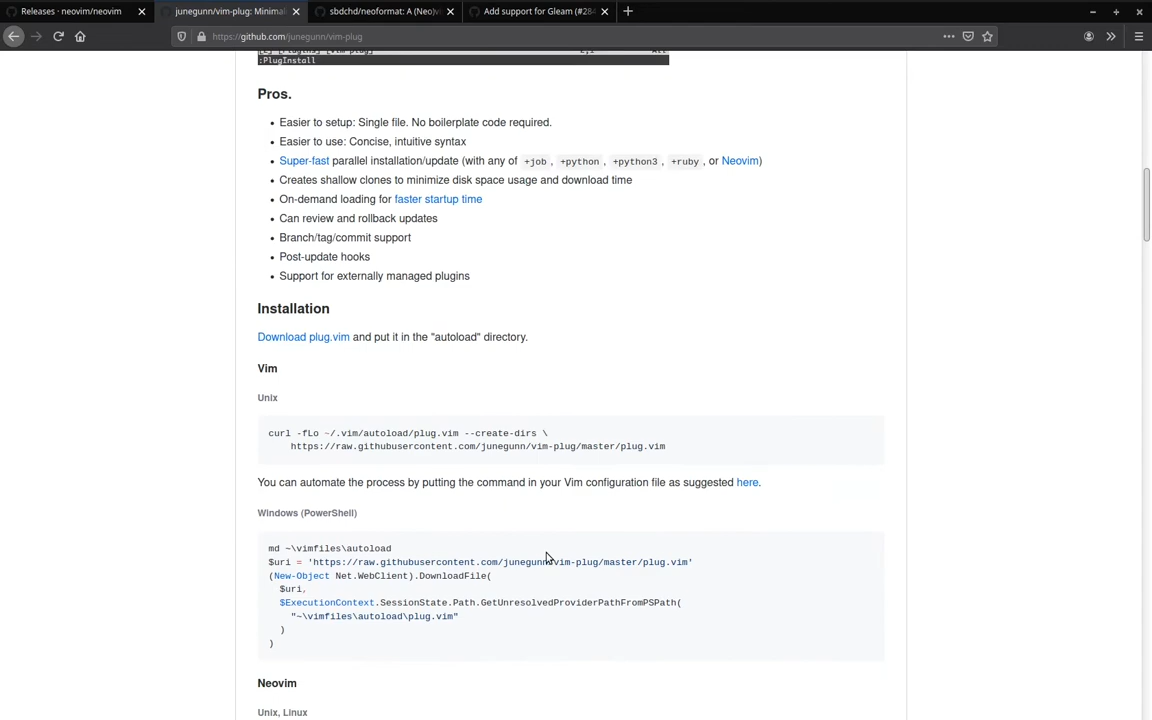 Releases · neovim/neovim
junegunn/vim-plug: Minima
sbdchd/neoformat: A (Neo)v
Add support for Gleam (#284
https://github.com/junegunn/vim-plug
:PlugInstall
Pros.
Easier to setup: Single file. No boilerplate code required.
Easier to use: Concise, intuitive syntax
Super-fast parallel installation/update (with any of +job, +python, +python3, +ruby, or Neovim)
Creates shallow clones to minimize disk space usage and download time
On-demand loading for faster startup time
Can review and rollback updates
Branch/tag/commit support
Post-update hooks
Support for externally managed plugins
Installation
Download plug.vim and put it in the "autoload" directory.
Vim
Unix
curl -fLo ~/.vim/autoload/plug.vim --create-dirs \
https://raw.githubusercontent.com/junegunn/vim-plug/master/plug.vim
You can automate the process by putting the command in your Vim configuration file as suggested here.
Windows (PowerShell)
md ~\vimfiles\autoload
$uri = 'https://raw.githubusercontent.com/junegunn/vim-plug/master/plug.vim'
(New-Object Net.WebClient).DownloadFile(
$uri,
$ExecutionContext.SessionState.Path.GetUnresolvedProviderPathFromPSPath(
"~\vimfiles\autoload\plug.vim"
)
)
Neovim
Unix, Linux